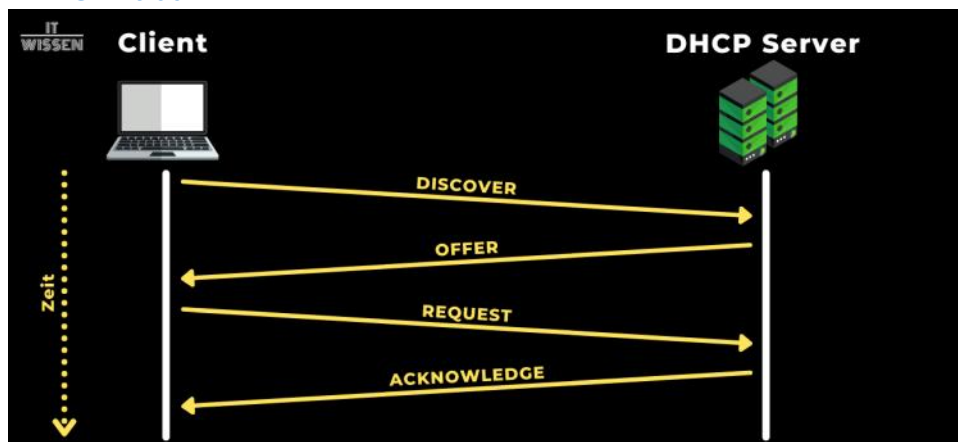 IT
WISSEN
Client
DHCP Server
DISCOVER
OFFER
Zeit
REQUEST
ACKNOWLEDGE